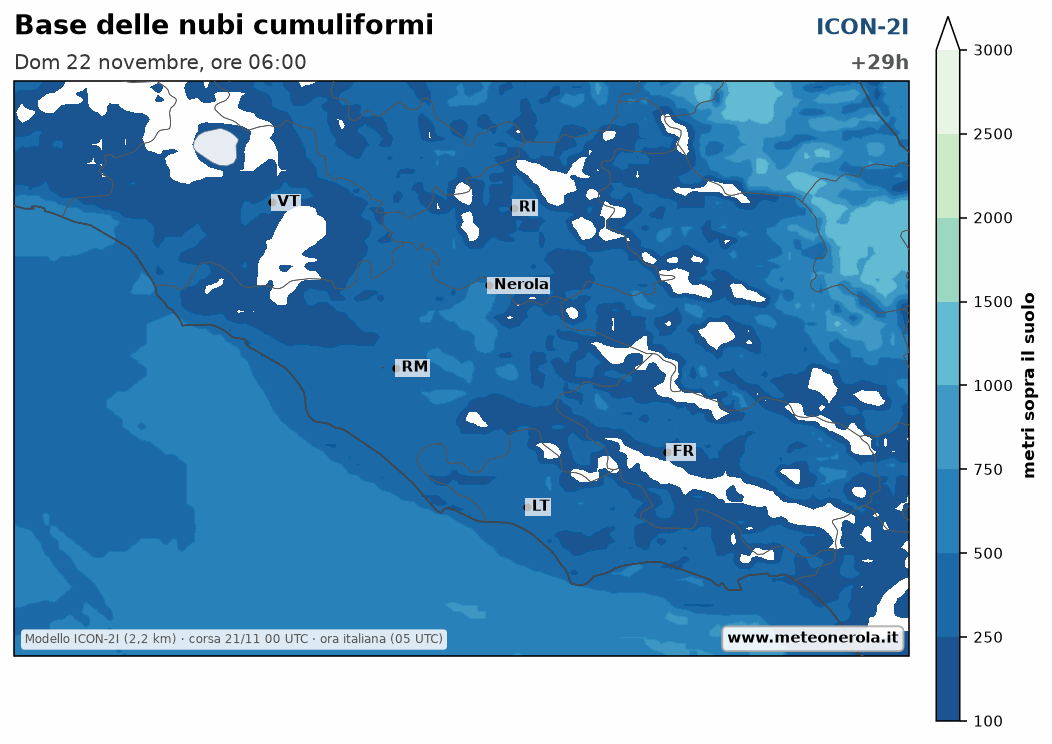 Base delle nubi cumuliformi
ICON-2I
Dom 22 novembre, ore 06:00
+29h
3000
2500
2000
1500
1000
750
500
250
100
metri sopra il suolo
VT
RI
Nerola
RM
FR
LT
Modello ICON-2I (2,2 km) · corsa 21/11 00 UTC · ora italiana (05 UTC)
www.meteonerola.it